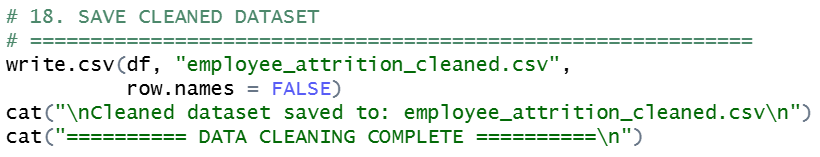 # 18. SAVE CLEANED DATASET
# ============================================================
write.csv(df, "employee_attrition_cleaned.csv",
          row.names = FALSE)
cat("\nCleaned dataset saved to: employee_attrition_cleaned.csv\n")
cat("========== DATA CLEANING COMPLETE ==========\n")